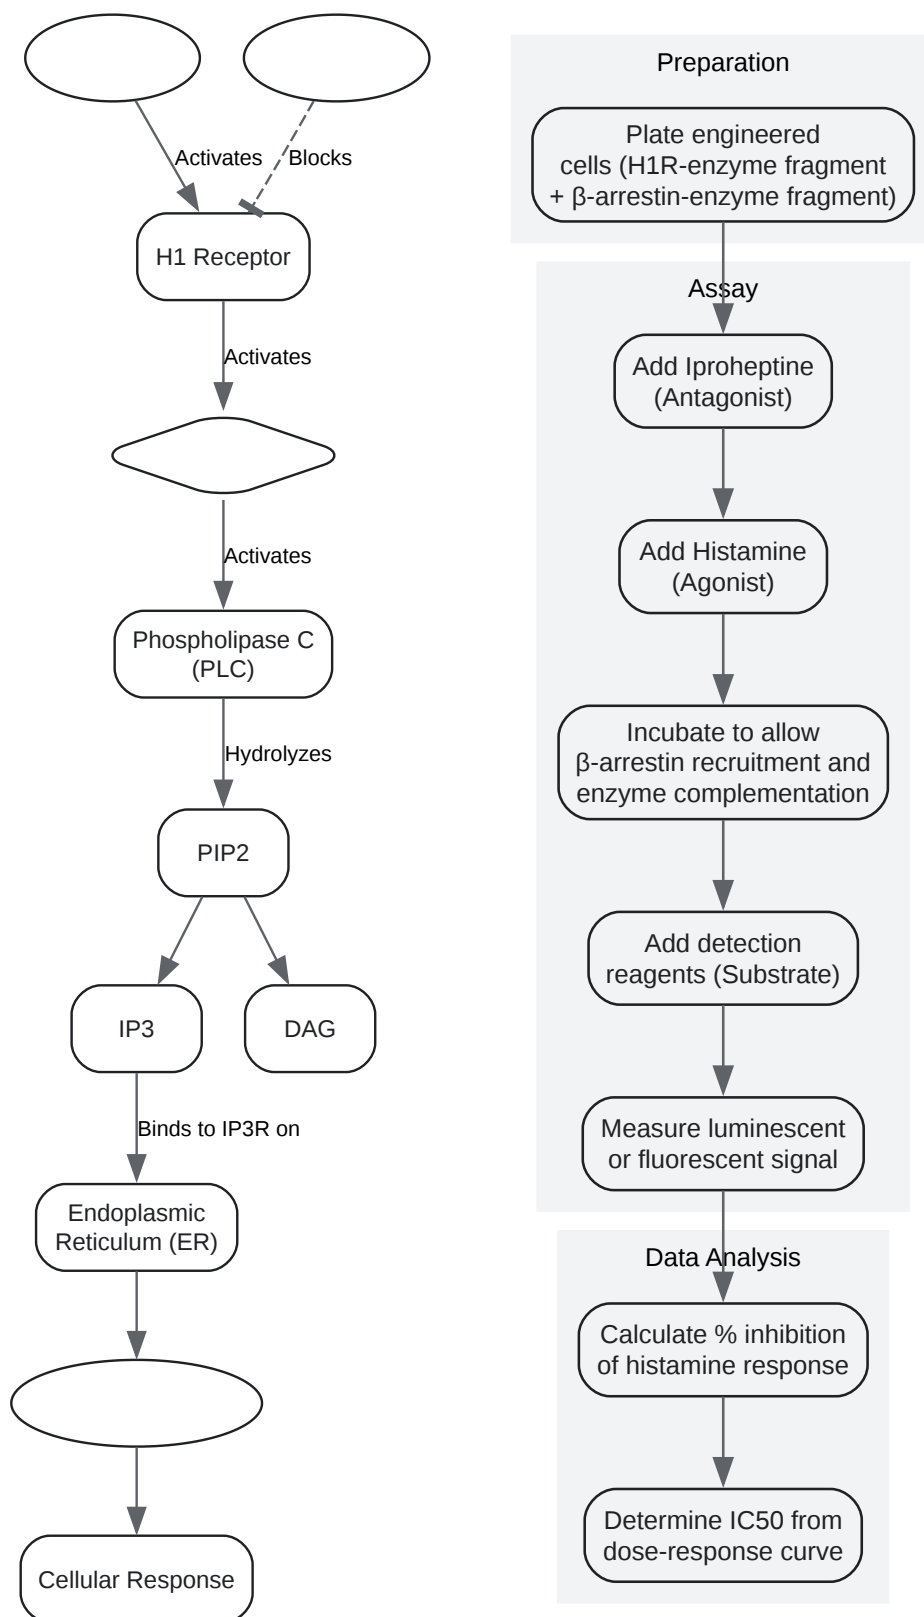 Activates
Blocks
H1 Receptor
Activates
Activates
Phospholipase C
(PLC)
Hydrolyzes
PIP2
IP3
DAG
Binds to IP3R on
Endoplasmic
Reticulum (ER)
Cellular Response
Preparation
Plate engineered
cells (H1R-enzyme fragment
+ β-arrestin-enzyme fragment)
Assay
Add Iproheptine
(Antagonist)
Add Histamine
(Agonist)
Incubate to allow
β-arrestin recruitment and
enzyme complementation
Add detection
reagents (Substrate)
Measure luminescent
or fluorescent signal
Data Analysis
Calculate % inhibition
of histamine response
Determine IC50 from
dose-response curve